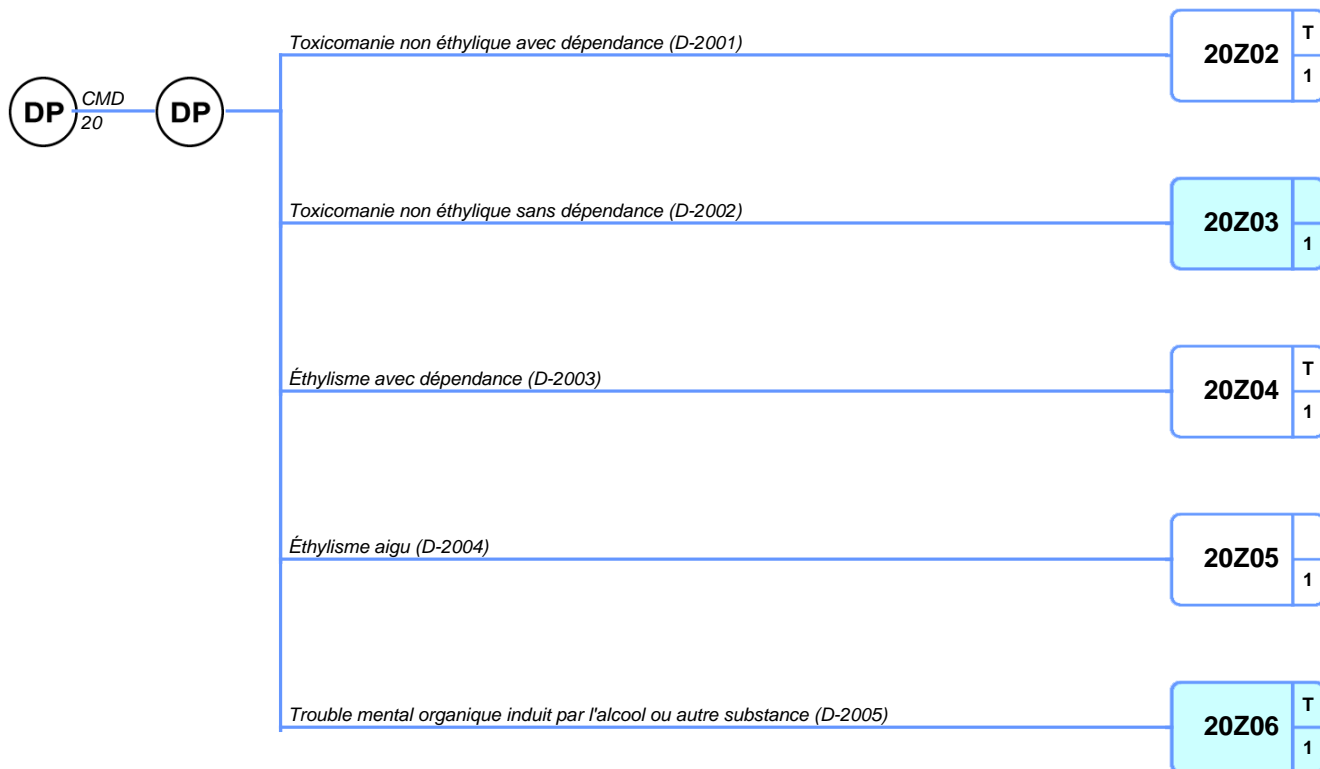 Toxicomanie non éthylique avec dépendance (D-2001)
20Z02
T
1
DP
CMD
20
DP
Toxicomanie non éthylique sans dépendance (D-2002)
20Z03
1
Éthylisme avec dépendance (D-2003)
20Z04
T
1
Éthylisme aigu (D-2004)
20Z05
1
Trouble mental organique induit par l'alcool ou autre substance (D-2005)
20Z06
T
1